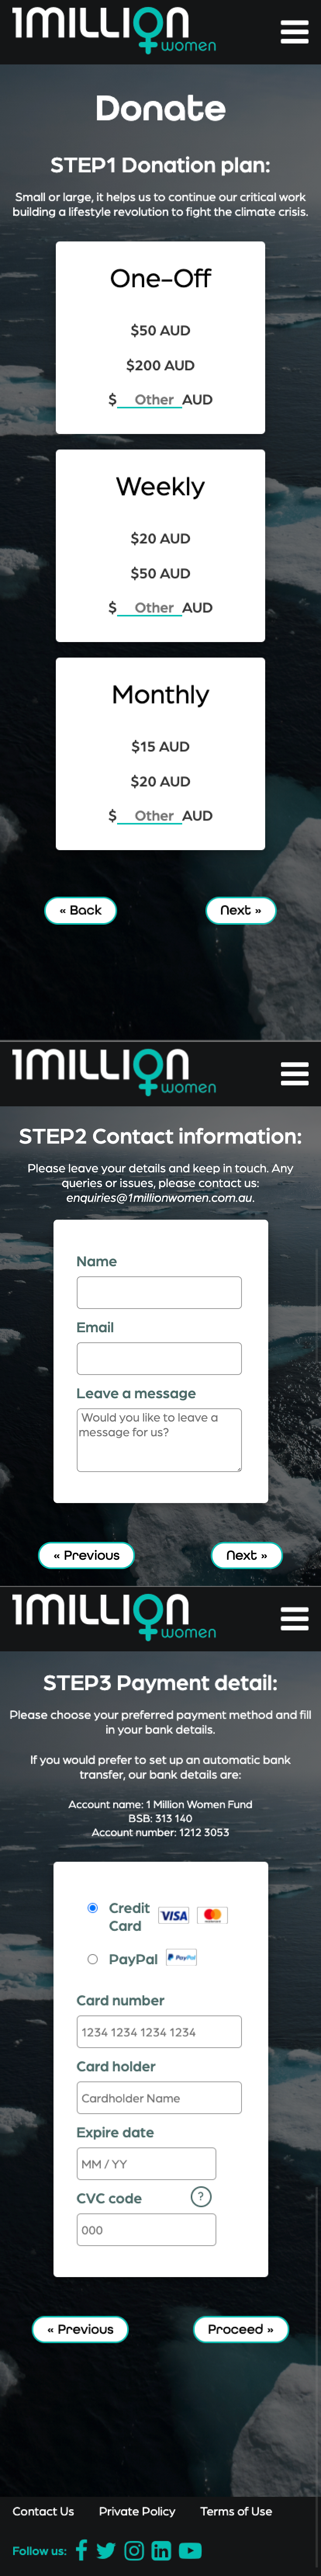 1MILLION
women
Donate
STEP1 Donation plan:
Small or large, it helps us to continue our critical work
building a lifestyle revolution to fight the climate crisis.
One-Off
$50 AUD
$200 AUD
$ Other AUD
Weekly
$20 AUD
$50 AUD
$ Other AUD
Monthly
$15 AUD
$20 AUD
$ Other AUD
« Back
Next »
1MILLION
women
STEP2 Contact information:
Please leave your details and keep in touch. Any
queries or issues, please contact us:
enquiries@1millionwomen.com.au.
Name
Email
Leave a message
Would you like to leave a
message for us?
« Previous
Next »
1MILLION
women
STEP3 Payment detail:
Please choose your preferred payment method and fill
in your bank details.
If you would prefer to set up an automatic bank
transfer, our bank details are:
Account name: 1 Million Women Fund
BSB: 313 140
Account number: 1212 3053
Credit
Card
VISA
PayPal
PayPal
Card number
1234 1234 1234 1234
Card holder
Cardholder Name
Expire date
MM / YY
CVC code
?
000
« Previous
Proceed »
Contact Us
Private Policy
Terms of Use
Follow us: